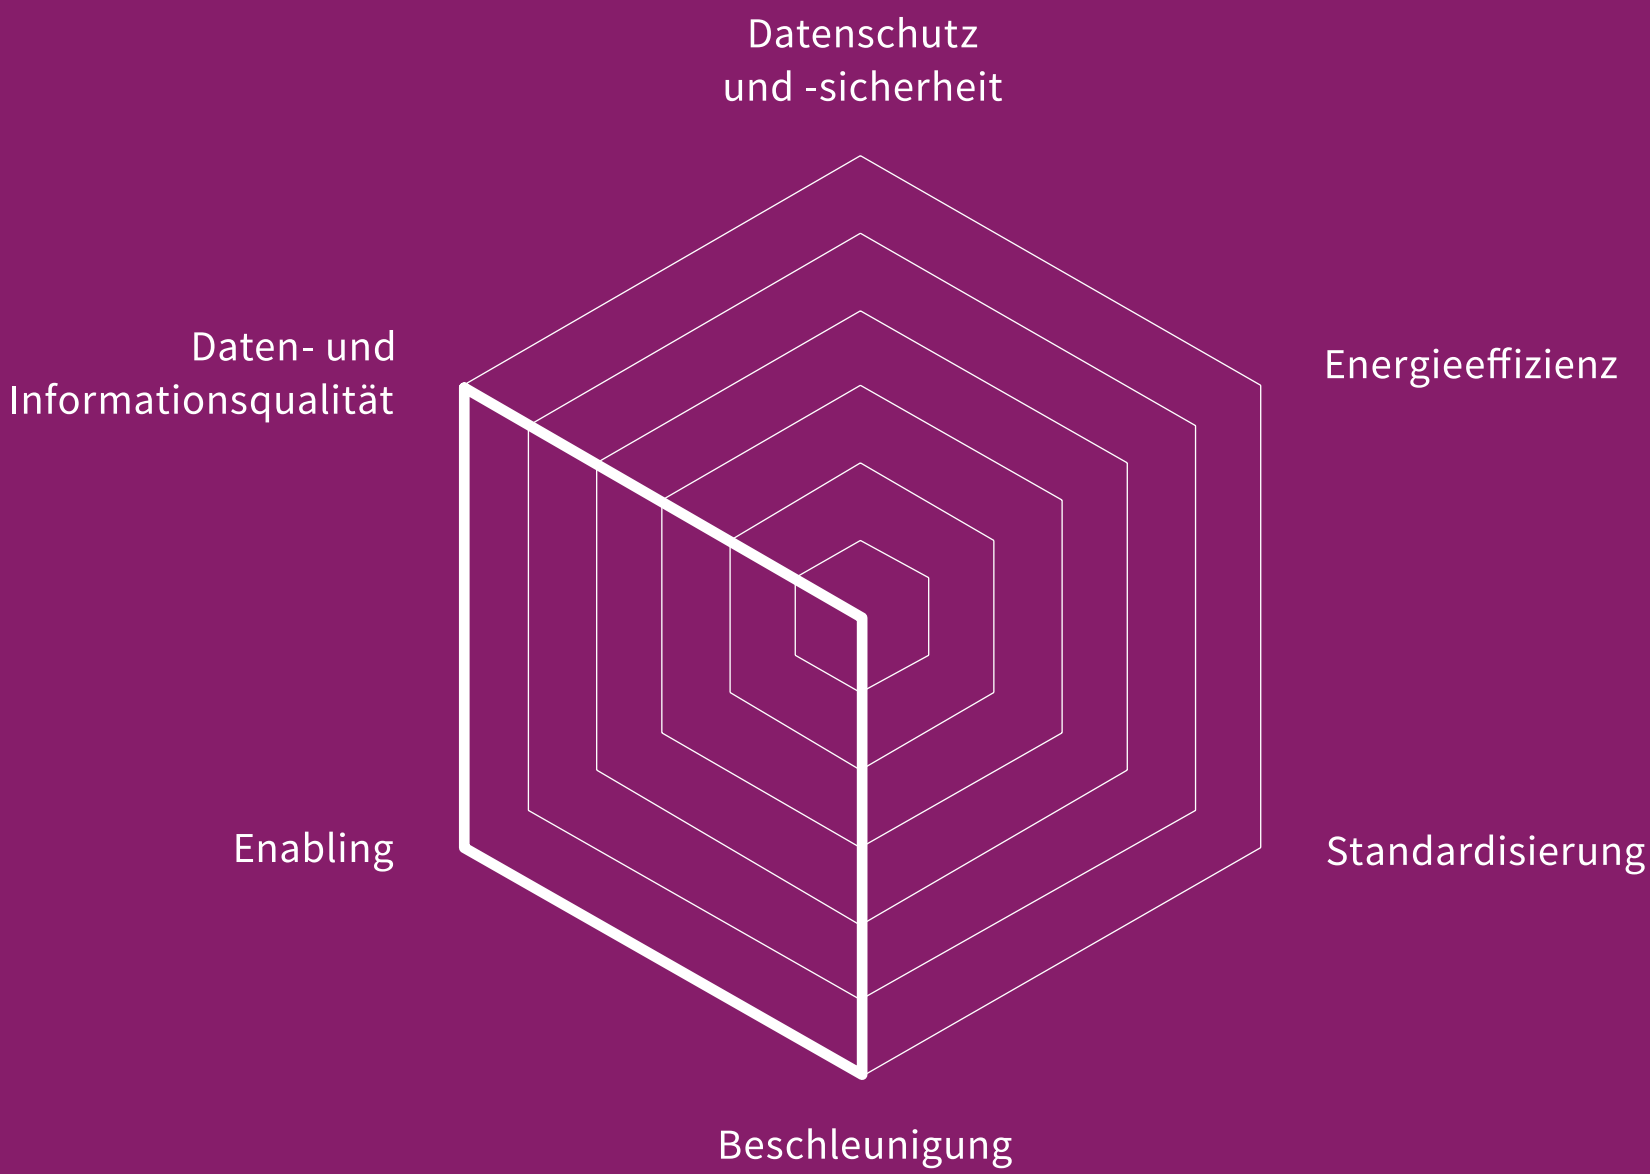 Datenschutz
und -sicherheit
Daten- und
Informationsqualität
Energieeffizienz
Enabling
Standardisierung
Beschleunigung